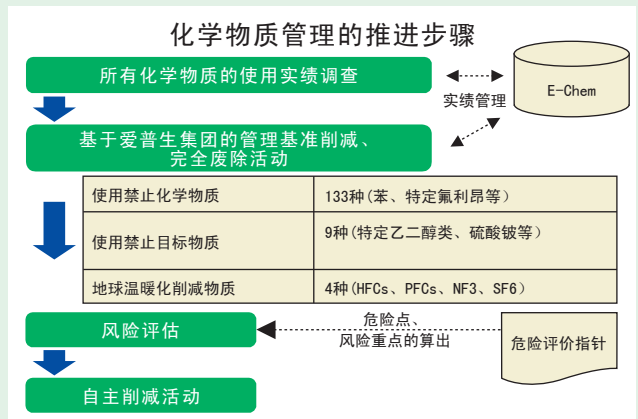 化学物质管理的推进步骤
所有化学物质的使用实绩调查
实绩管理
E-Chem
基于爱普生集团的管理基准削减、
完全废除活动
使用禁止化学物质 133种(苯、特定氟利昂等)
使用禁止目标物质 9种(特定乙二醇类、硫酸铍等)
地球温暖化削减物质 4种(HFCs、PFCs、NF3、SF6)
风险评估
危险点、
风险重点的算出
危险评价指针
自主削减活动